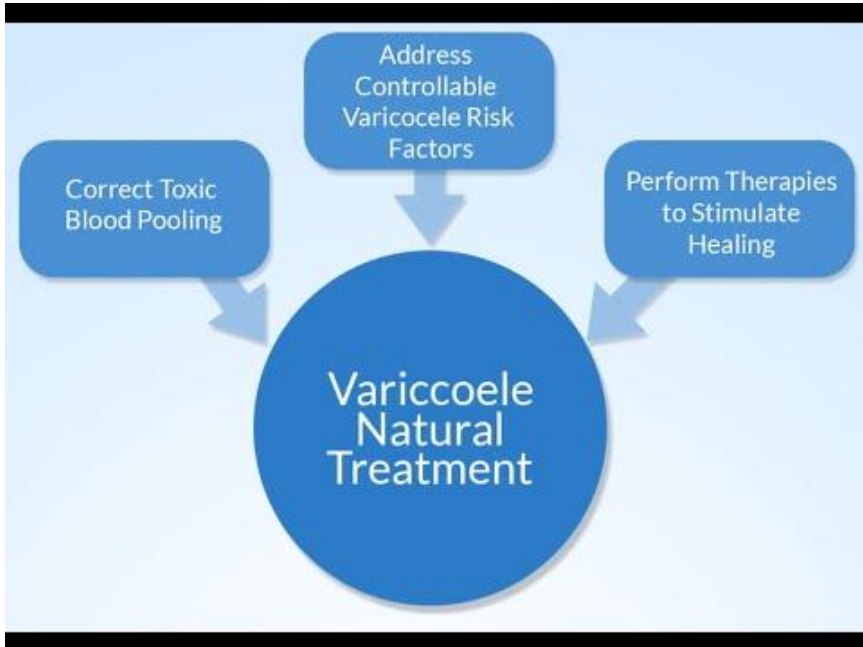 Address
Controllable
Varicocele Risk
Factors
Correct Toxic
Blood Pooling
Perform Therapies
to Stimulate
Healing
Variccoele
Natural
Treatment